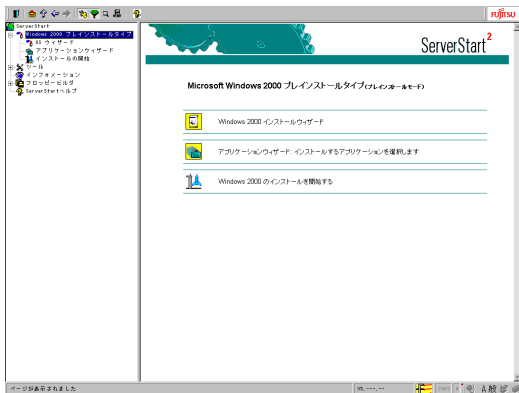 FUJITSU
ServerStart
Windows 2000 プレインストールタイプ
OS ウィザード
アプリケーションウィザード
インストールの開始
ツール
インフォメーション
フロッピービルダ
ServerStartヘルプ
ServerStart²
Microsoft Windows 2000 プレインストールタイプ(プレインストールモード)
Windows 2000 インストールウィザード
アプリケーションウィザード: インストールするアプリケーションを選択します
Windows 2000 のインストールを開始する
ページが表示されました
V5.---.--
A 般